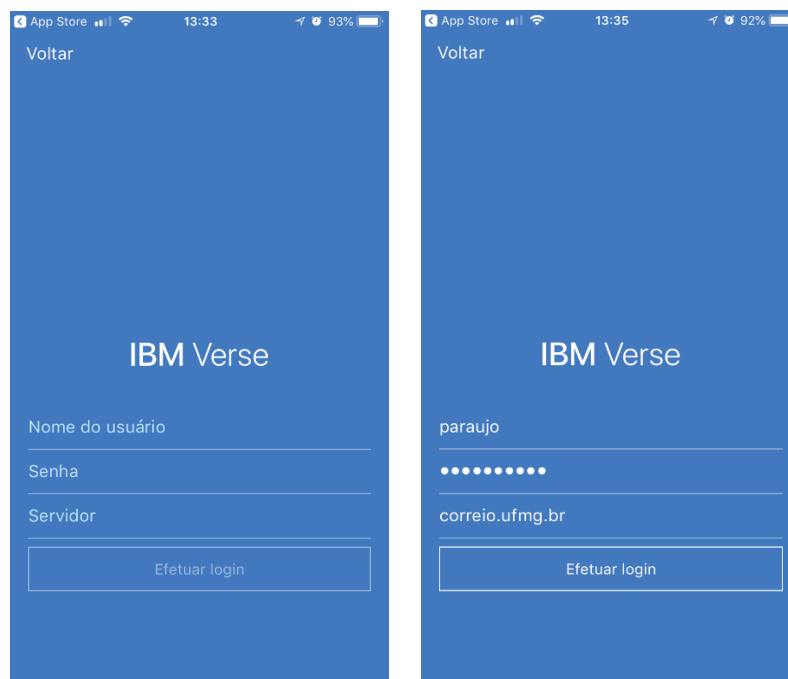 App Store 13:33 93%
Voltar
IBM Verse
Nome do usuário
Senha
Servidor
Efetuar login
App Store 13:35 92%
Voltar
IBM Verse
paraujo
••••••••••
correio.ufmg.br
Efetuar login